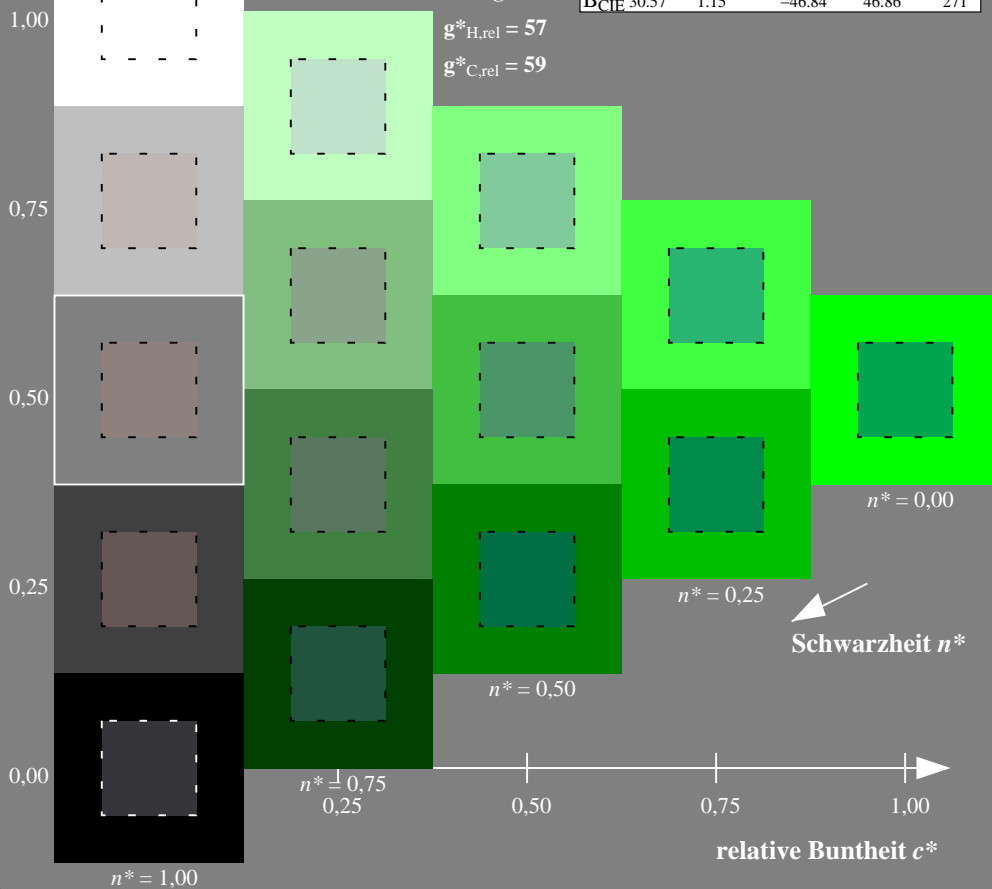 B_CIE 30.57 1.15 −46.84 46.86 271
1,00
g*_H,rel = 57
g*_C,rel = 59
0,75
0,50
n* = 0,00
0,25
n* = 0,25
Schwarzheit n*
n* = 0,50
0,00
n* = 0,75
0,25 0,50 0,75 1,00
relative Buntheit c*
n* = 1,00